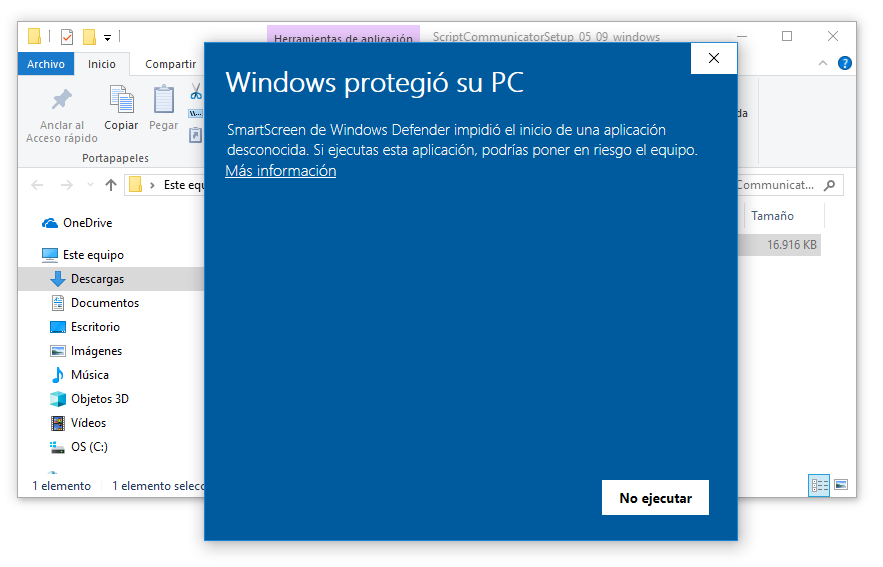 Herramientas de aplicación
ScriptCommunicatorSetup_05_09_windows
Archivo
Inicio
Compartir
Anclar al
Acceso rápido
Copiar
Pegar
Portapapeles
Windows protegió su PC
SmartScreen de Windows Defender impidió el inicio de una aplicación
desconocida. Si ejecutas esta aplicación, podrías poner en riesgo el equipo.
Más información
Este equ
Communicat...
Tamaño
16.916 KB
OneDrive
Este equipo
Descargas
Documentos
Escritorio
Imágenes
Música
Objetos 3D
Vídeos
OS (C:)
No ejecutar
1 elemento
1 elemento selecc